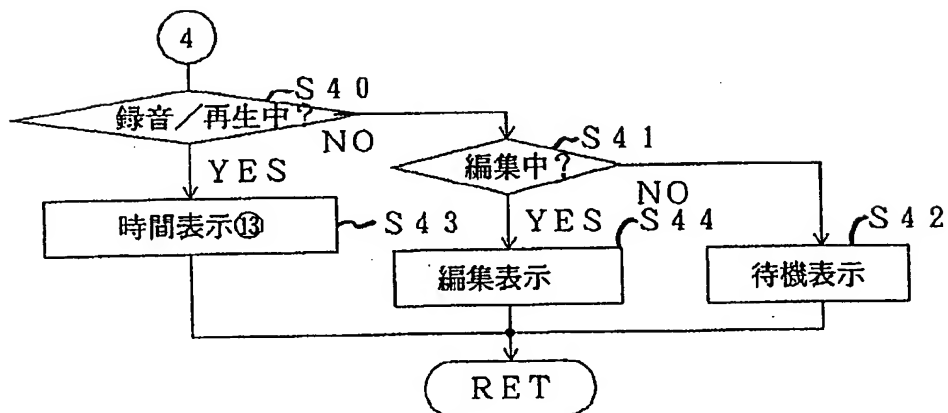 4
S40
録音／再生中？
NO
YES
S41
編集中？
NO
YES
時間表示⑬
S43
S44
編集表示
S42
待機表示
RET